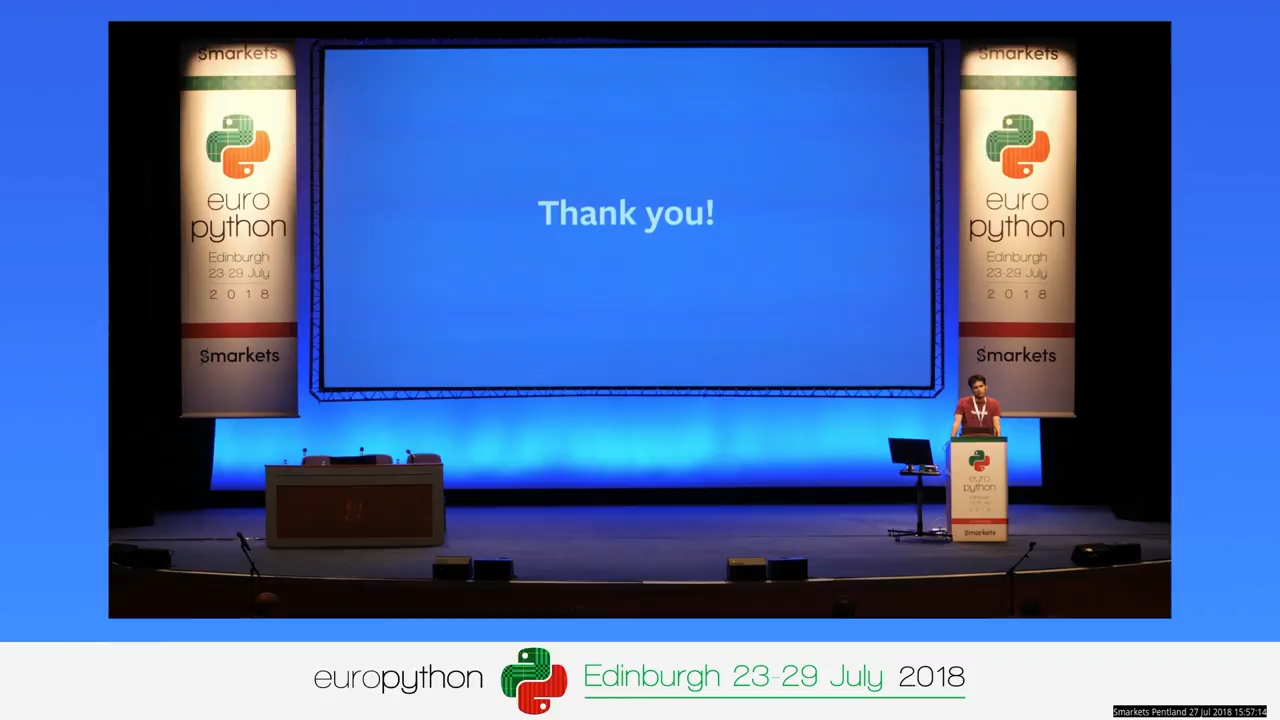 Smarkets
euro
python
Edinburgh
23-29 July
2018
Smarkets
Thank you!
Smarkets
euro
python
Edinburgh
23-29 July
2018
Smarkets
euro
python
Smarkets
europython Edinburgh 23-29 July 2018
Smarkets Pentland 27 Jul 2018 15:57:14